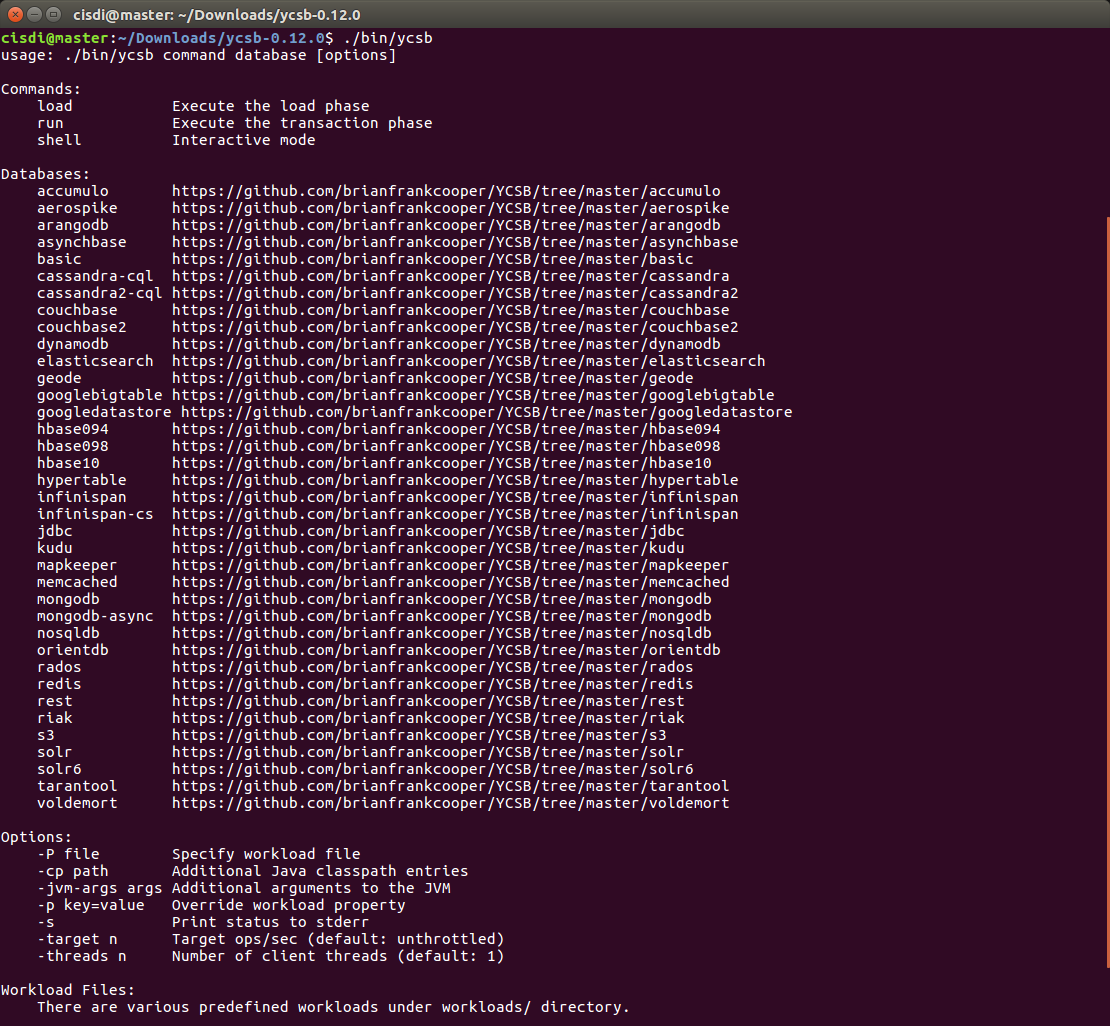 cisdi@master: ~/Downloads/ycsb-0.12.0
cisdi@master:~/Downloads/ycsb-0.12.0$ ./bin/ycsb
usage: ./bin/ycsb command database [options]
Commands:
    load           Execute the load phase
    run            Execute the transaction phase
    shell          Interactive mode
Databases:
    accumulo       https://github.com/brianfrankcooper/YCSB/tree/master/accumulo
    aerospike      https://github.com/brianfrankcooper/YCSB/tree/master/aerospike
    arangodb       https://github.com/brianfrankcooper/YCSB/tree/master/arangodb
    asynchbase     https://github.com/brianfrankcooper/YCSB/tree/master/asynchbase
    basic          https://github.com/brianfrankcooper/YCSB/tree/master/basic
    cassandra-cql  https://github.com/brianfrankcooper/YCSB/tree/master/cassandra
    cassandra2-cql https://github.com/brianfrankcooper/YCSB/tree/master/cassandra2
    couchbase      https://github.com/brianfrankcooper/YCSB/tree/master/couchbase
    couchbase2     https://github.com/brianfrankcooper/YCSB/tree/master/couchbase2
    dynamodb       https://github.com/brianfrankcooper/YCSB/tree/master/dynamodb
    elasticsearch  https://github.com/brianfrankcooper/YCSB/tree/master/elasticsearch
    geode          https://github.com/brianfrankcooper/YCSB/tree/master/geode
    googlebigtable https://github.com/brianfrankcooper/YCSB/tree/master/googlebigtable
    googledatastore https://github.com/brianfrankcooper/YCSB/tree/master/googledatastore
    hbase094       https://github.com/brianfrankcooper/YCSB/tree/master/hbase094
    hbase098       https://github.com/brianfrankcooper/YCSB/tree/master/hbase098
    hbase10        https://github.com/brianfrankcooper/YCSB/tree/master/hbase10
    hypertable     https://github.com/brianfrankcooper/YCSB/tree/master/hypertable
    infinispan     https://github.com/brianfrankcooper/YCSB/tree/master/infinispan
    infinispan-cs  https://github.com/brianfrankcooper/YCSB/tree/master/infinispan
    jdbc           https://github.com/brianfrankcooper/YCSB/tree/master/jdbc
    kudu           https://github.com/brianfrankcooper/YCSB/tree/master/kudu
    mapkeeper      https://github.com/brianfrankcooper/YCSB/tree/master/mapkeeper
    memcached      https://github.com/brianfrankcooper/YCSB/tree/master/memcached
    mongodb        https://github.com/brianfrankcooper/YCSB/tree/master/mongodb
    mongodb-async  https://github.com/brianfrankcooper/YCSB/tree/master/mongodb
    nosqldb        https://github.com/brianfrankcooper/YCSB/tree/master/nosqldb
    orientdb       https://github.com/brianfrankcooper/YCSB/tree/master/orientdb
    rados          https://github.com/brianfrankcooper/YCSB/tree/master/rados
    redis          https://github.com/brianfrankcooper/YCSB/tree/master/redis
    rest           https://github.com/brianfrankcooper/YCSB/tree/master/rest
    riak           https://github.com/brianfrankcooper/YCSB/tree/master/riak
    s3             https://github.com/brianfrankcooper/YCSB/tree/master/s3
    solr           https://github.com/brianfrankcooper/YCSB/tree/master/solr
    solr6          https://github.com/brianfrankcooper/YCSB/tree/master/solr6
    tarantool      https://github.com/brianfrankcooper/YCSB/tree/master/tarantool
    voldemort      https://github.com/brianfrankcooper/YCSB/tree/master/voldemort
Options:
    -P file        Specify workload file
    -cp path       Additional Java classpath entries
    -jvm-args args Additional arguments to the JVM
    -p key=value   Override workload property
    -s             Print status to stderr
    -target n      Target ops/sec (default: unthrottled)
    -threads n     Number of client threads (default: 1)
Workload Files:
    There are various predefined workloads under workloads/ directory.